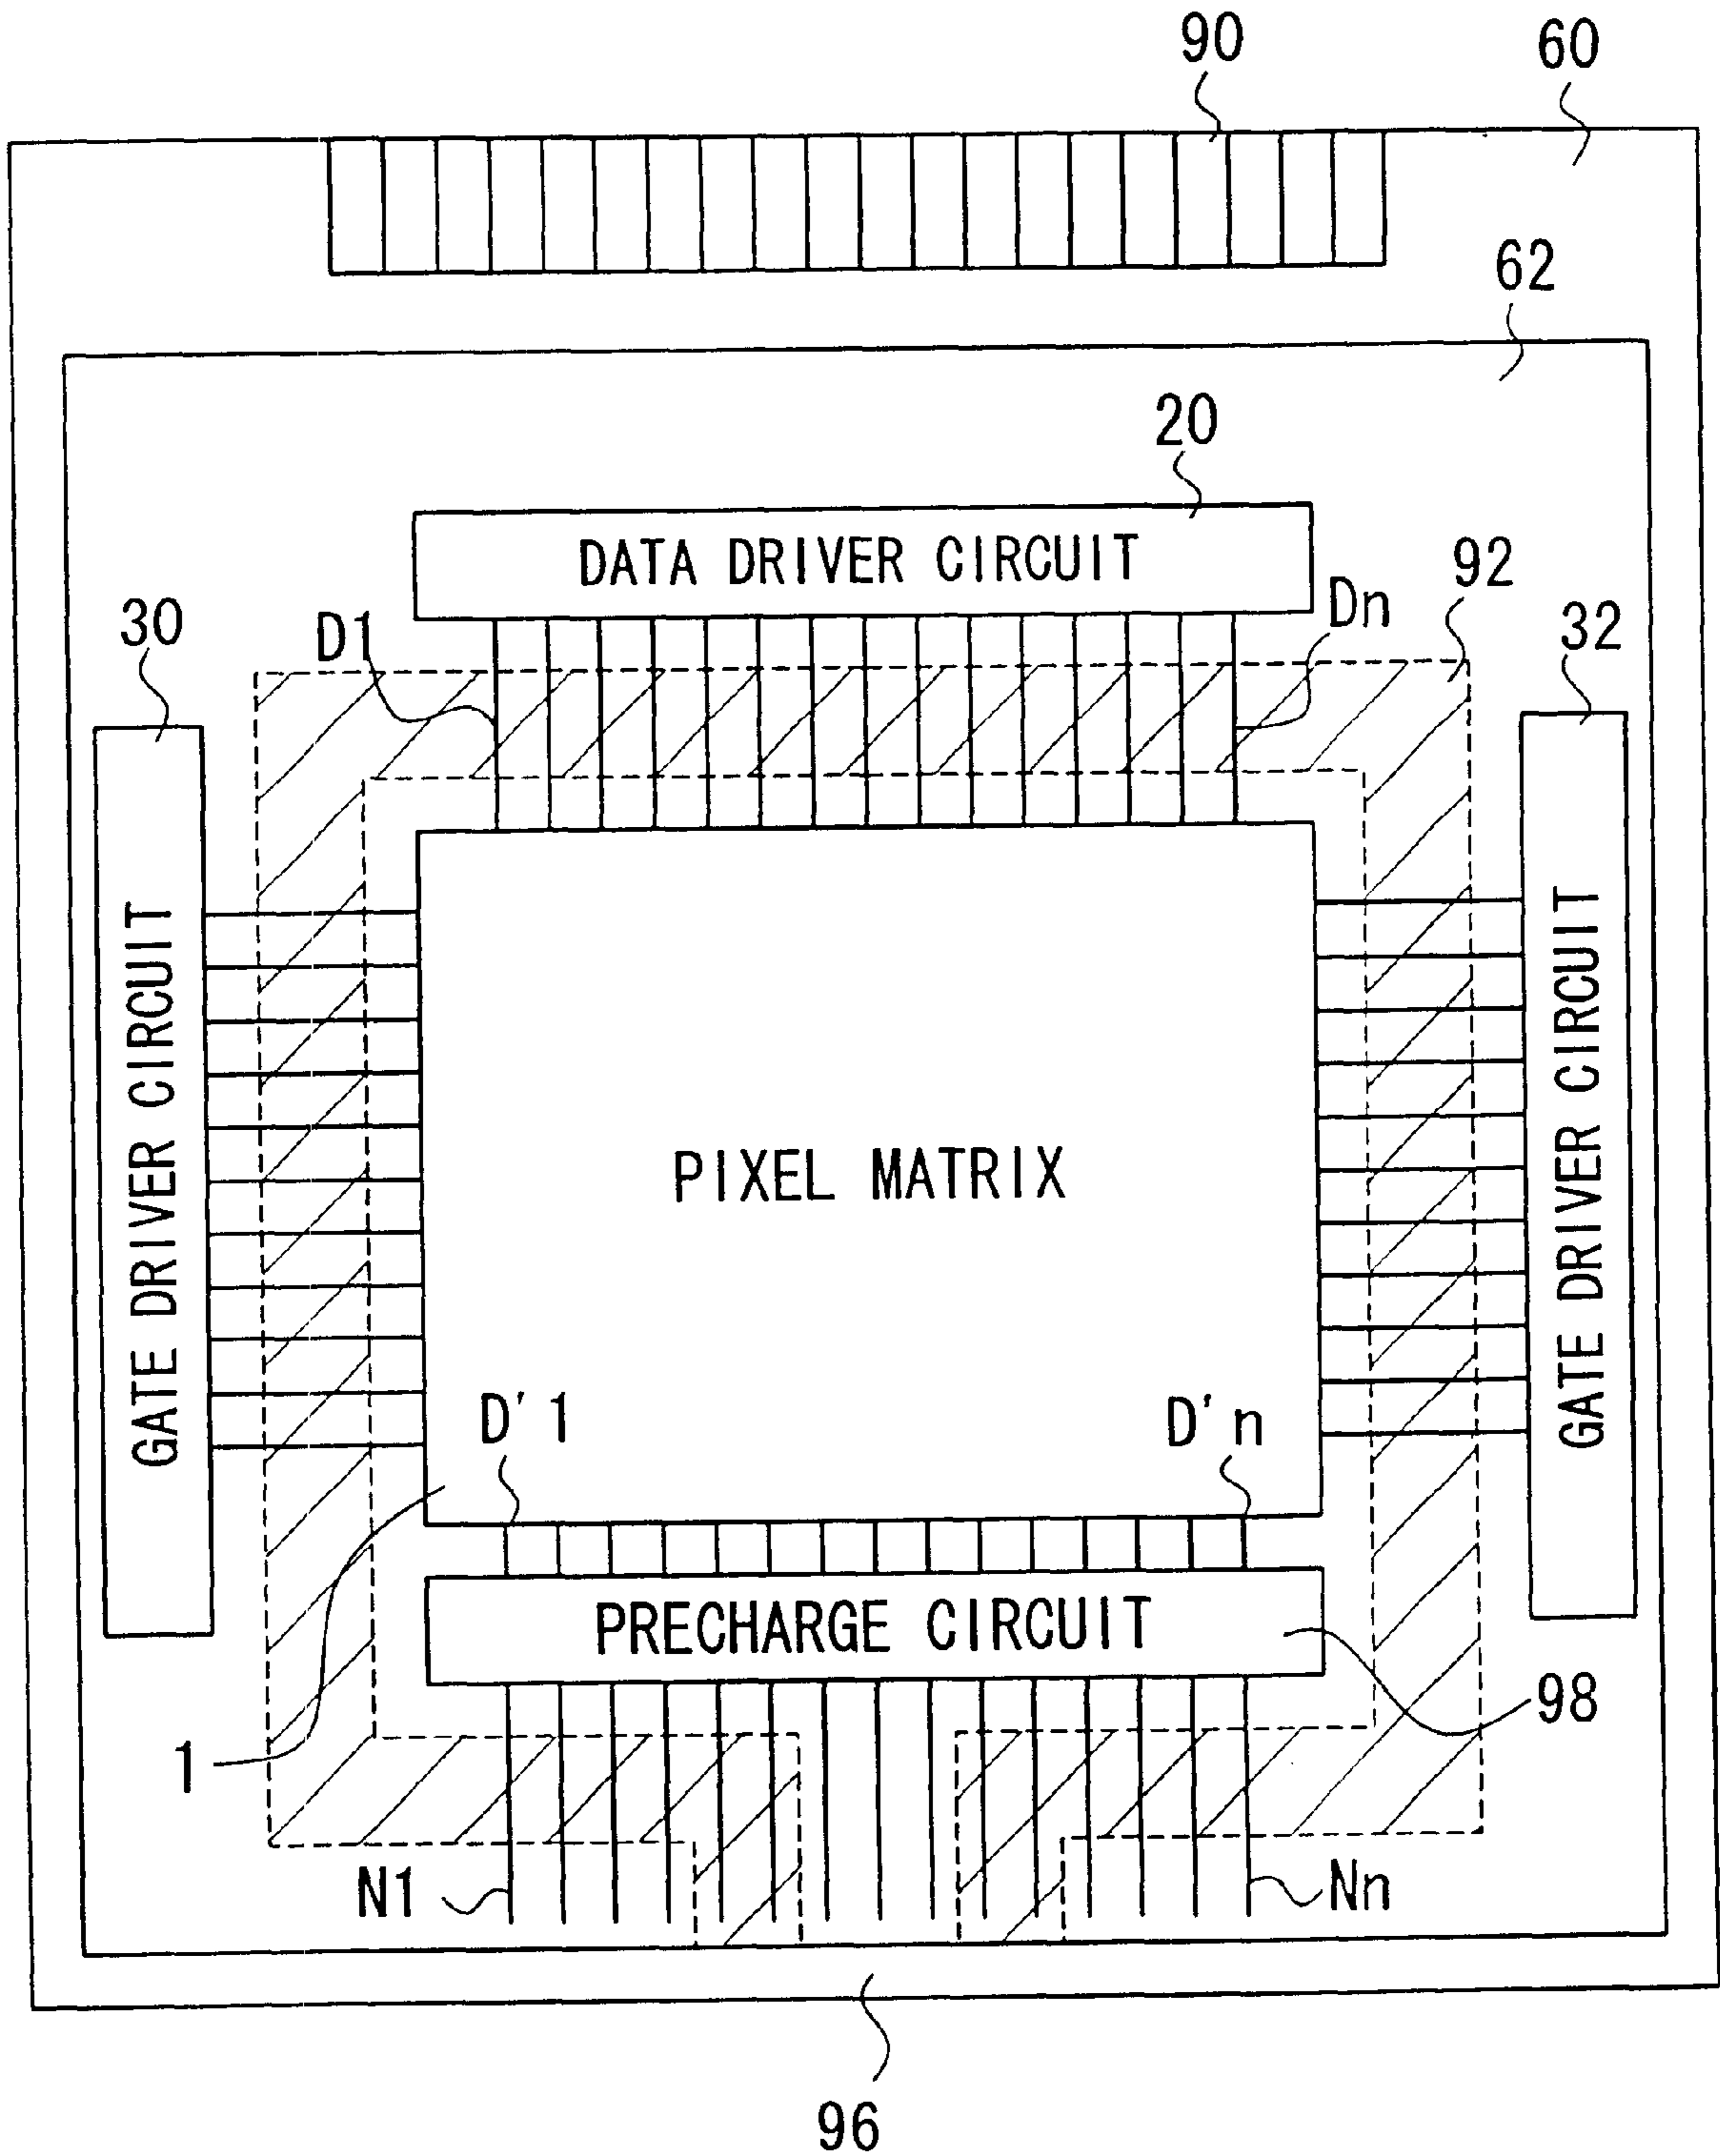 90
60
62
20
DATA DRIVER CIRCUIT
92
D1
Dn
30
32
GATE DRIVER CIRCUIT
GATE DRIVER CIRCUIT
PIXEL MATRIX
D'1
D'n
PRECHARGE CIRCUIT
98
1
N1
Nn
96